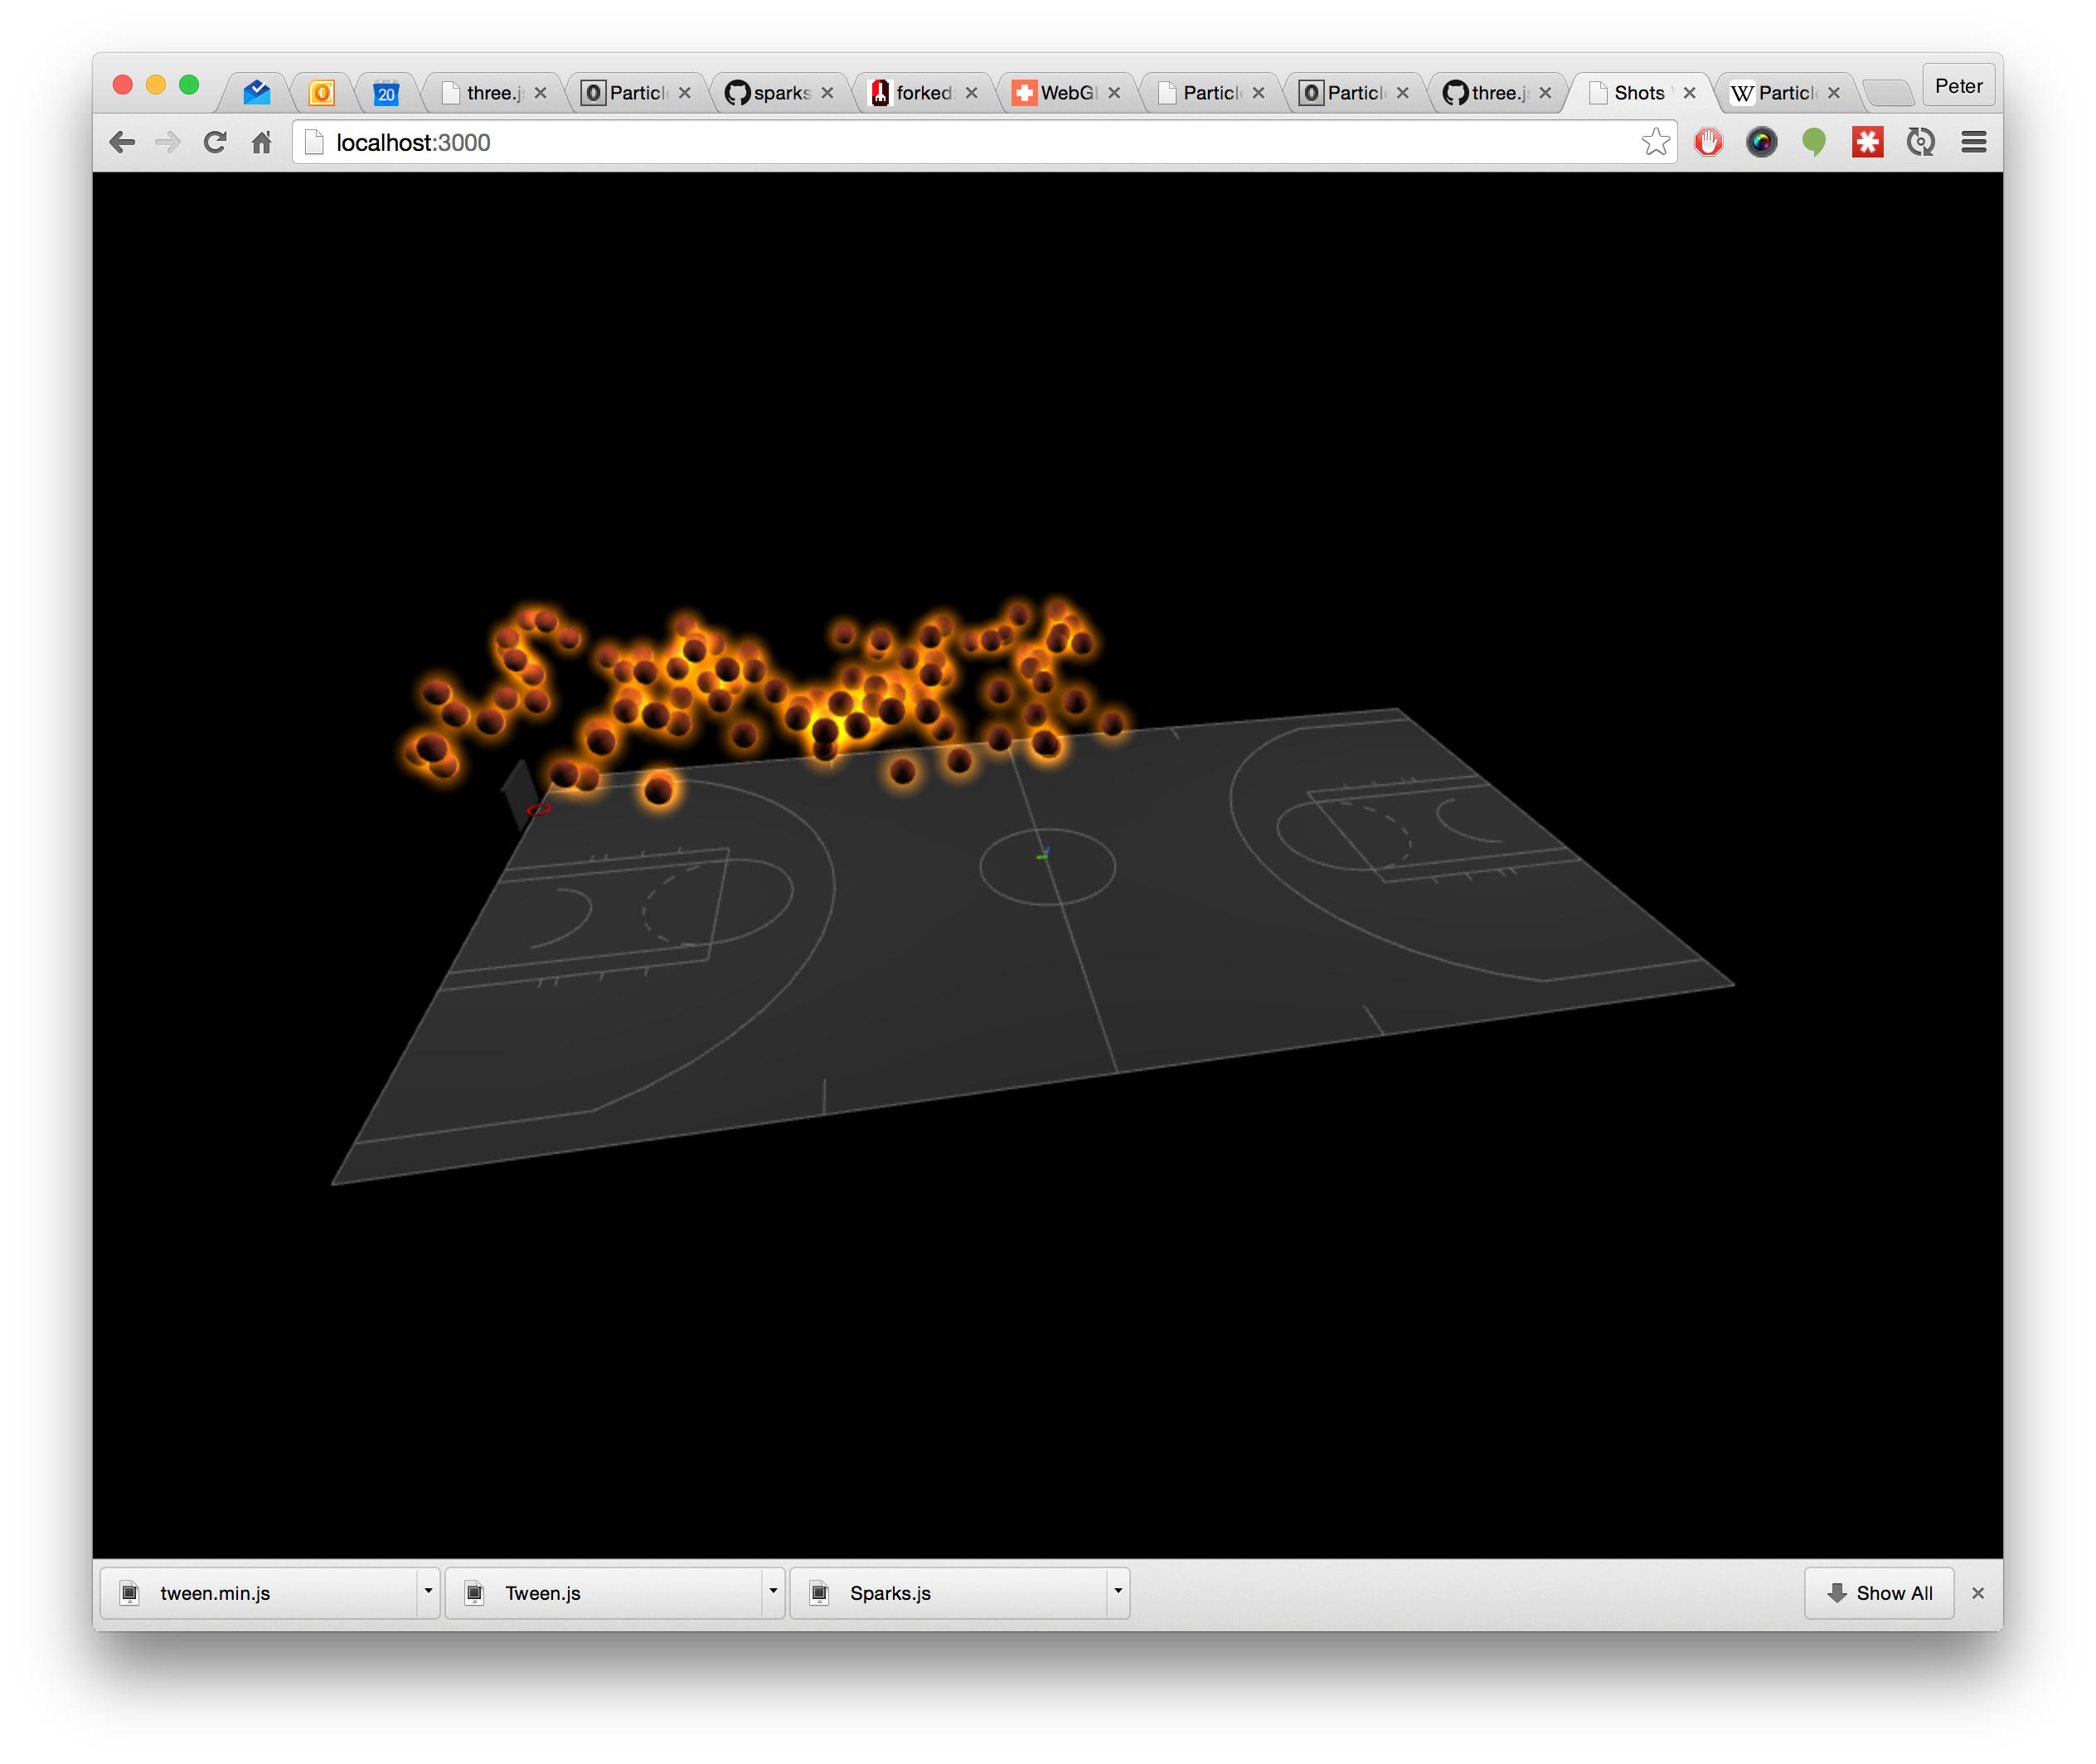 20 three.j Particl sparks forked: WebGl Particl Particl three.j Shots W Particl Peter
localhost:3000
tween.min.js Tween.js Sparks.js Show All